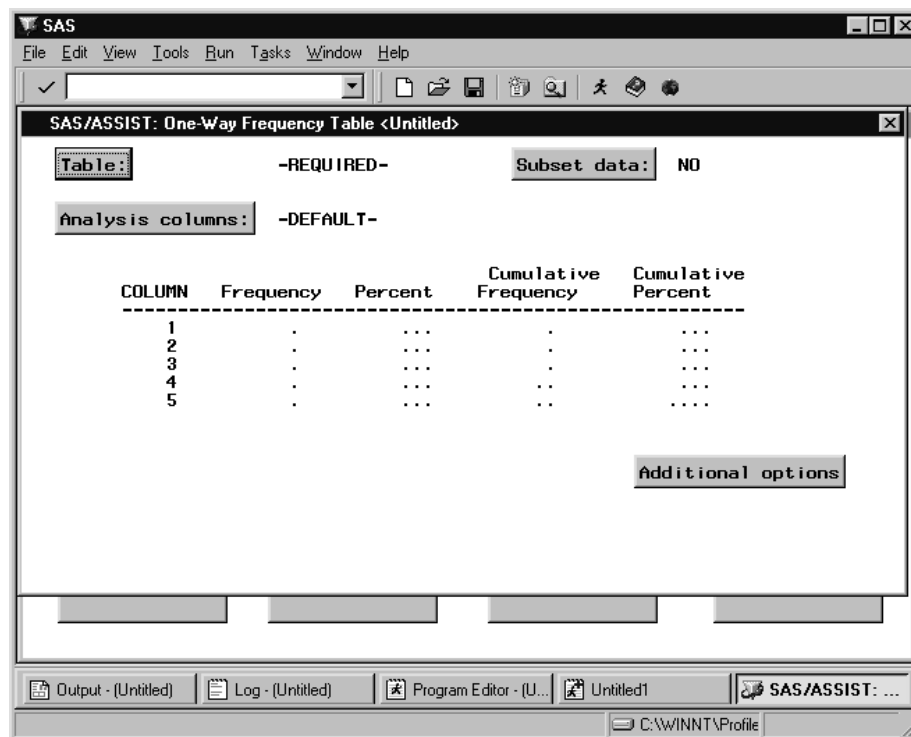 SAS
File Edit View Tools Run Tasks Window Help
SAS/ASSIST: One-Way Frequency Table <Untitled>
Table: -REQUIRED- Subset data: NO
Analysis columns: -DEFAULT-
Cumulative Cumulative
COLUMN Frequency Percent Frequency Percent
------------------------------------------------------------
1 . ... . ...
2 . ... . ...
3 . ... . ...
4 . ... .. ...
5 . ... .. ....
Additional options
Output - (Untitled) Log - (Untitled) Program Editor - (U... Untitled1 SAS/ASSIST: ...
C:\WINNT\Profile